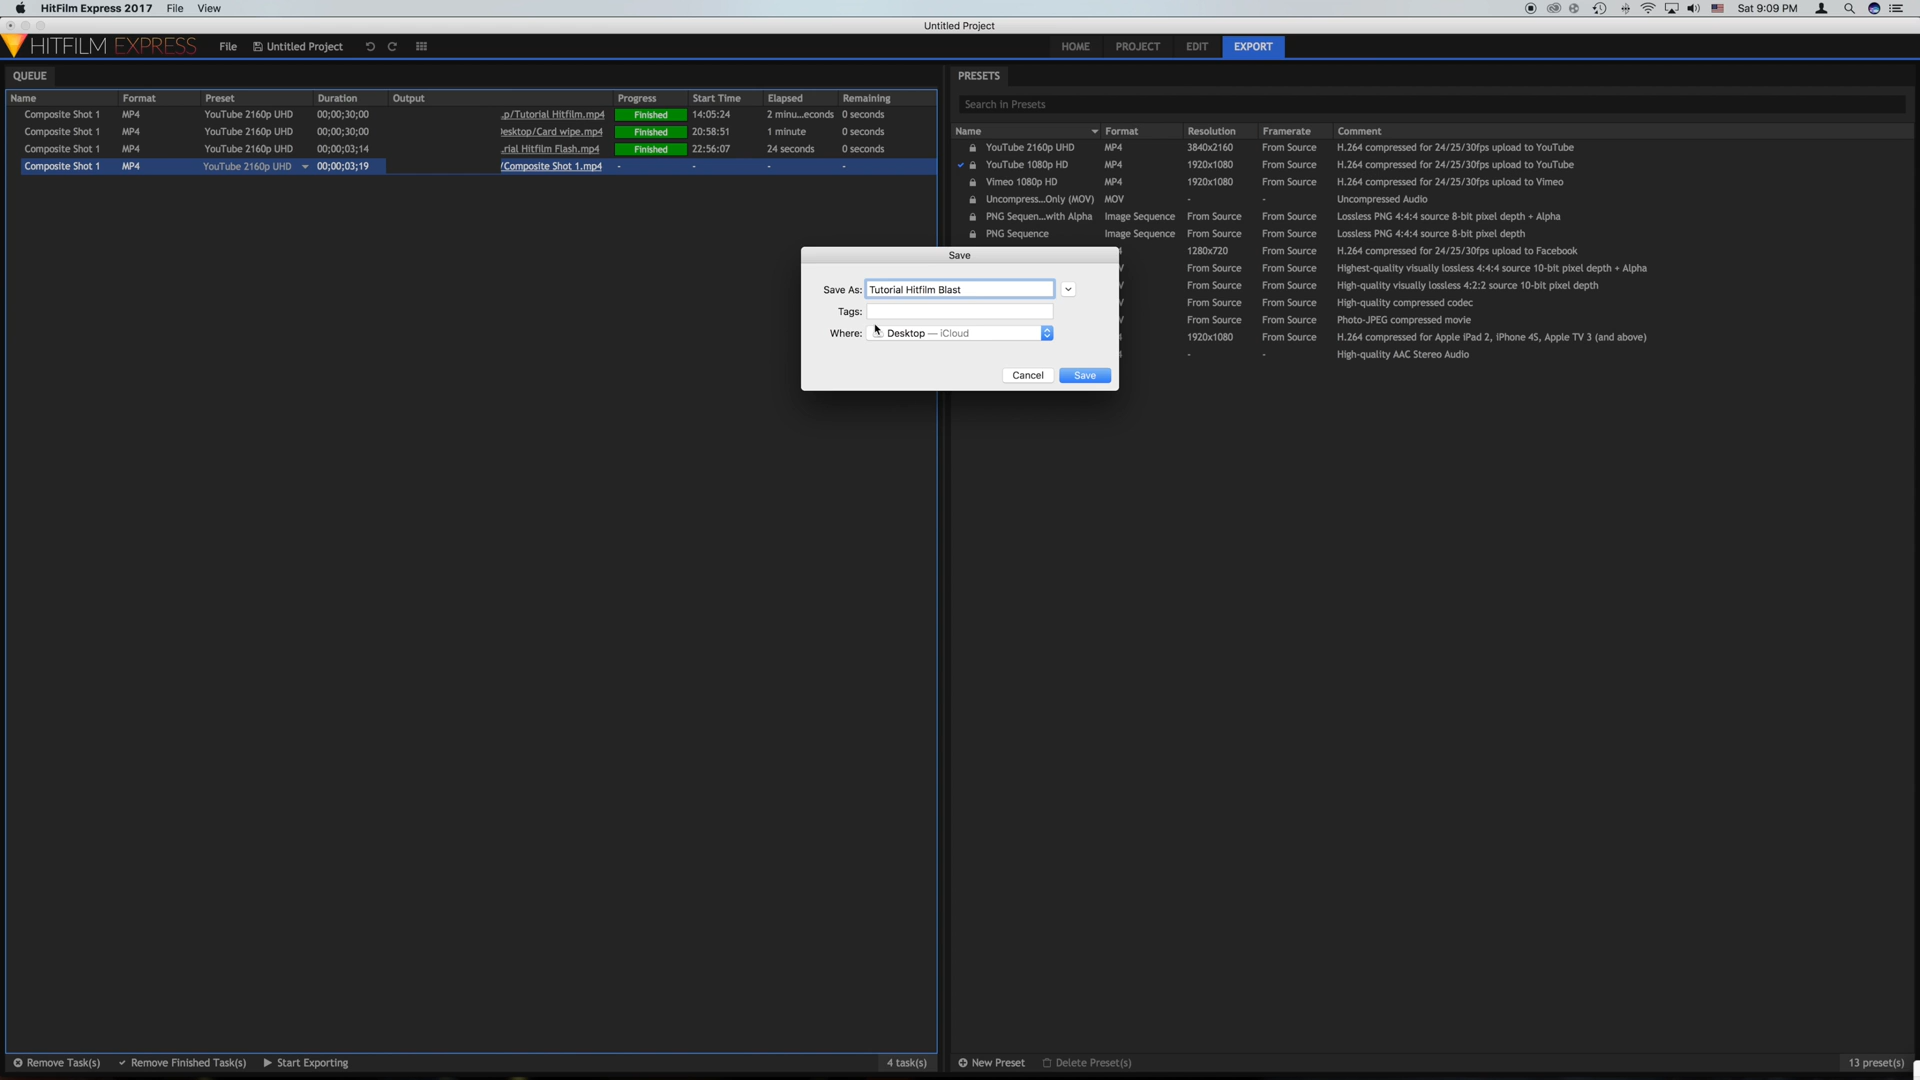 HitFilm Express 2017 File View Sat 9:09 PM
Untitled Project
HITFILM EXPRESS File Untitled Project HOME PROJECT EDIT EXPORT
QUEUE
Name Format Preset Duration Output Progress Start Time Elapsed Remaining
Composite Shot 1 MP4 YouTube 2160p UHD 00;00;30;00 .p/Tutorial Hitfilm.mp4 Finished 14:05:24 2 minu...econds 0 seconds
Composite Shot 1 MP4 YouTube 2160p UHD 00;00;30;00 esktop/Card wipe.mp4 Finished 20:58:51 1 minute 0 seconds
Composite Shot 1 MP4 YouTube 2160p UHD 00;00;03;14 .rial Hitfilm Flash.mp4 Finished 22:56:07 24 seconds 0 seconds
Composite Shot 1 MP4 YouTube 2160p UHD 00;00;03;19 /Composite Shot 1.mp4 - - - -
PRESETS
Search in Presets
Name Format Resolution Framerate Comment
YouTube 2160p UHD MP4 3840x2160 From Source H.264 compressed for 24/25/30fps upload to YouTube
YouTube 1080p HD MP4 1920x1080 From Source H.264 compressed for 24/25/30fps upload to YouTube
Vimeo 1080p HD MP4 1920x1080 From Source H.264 compressed for 24/25/30fps upload to Vimeo
Uncompress...Only (MOV) MOV - - Uncompressed Audio
PNG Sequen...with Alpha Image Sequence From Source From Source Lossless PNG 4:4:4 source 8-bit pixel depth + Alpha
PNG Sequence Image Sequence From Source From Source Lossless PNG 4:4:4 source 8-bit pixel depth
4 1280x720 From Source H.264 compressed for 24/25/30fps upload to Facebook
V From Source From Source Highest-quality visually lossless 4:4:4 source 10-bit pixel depth + Alpha
V From Source From Source High-quality visually lossless 4:2:2 source 10-bit pixel depth
V From Source From Source High-quality compressed codec
V From Source From Source Photo-JPEG compressed movie
4 1920x1080 From Source H.264 compressed for Apple iPad 2, iPhone 4S, Apple TV 3 (and above)
4 - - High-quality AAC Stereo Audio
Save
Save As: Tutorial Hitfilm Blast
Tags:
Where: Desktop — iCloud
Cancel Save
Remove Task(s) Remove Finished Task(s) Start Exporting 4 task(s)
New Preset Delete Preset(s) 13 preset(s)